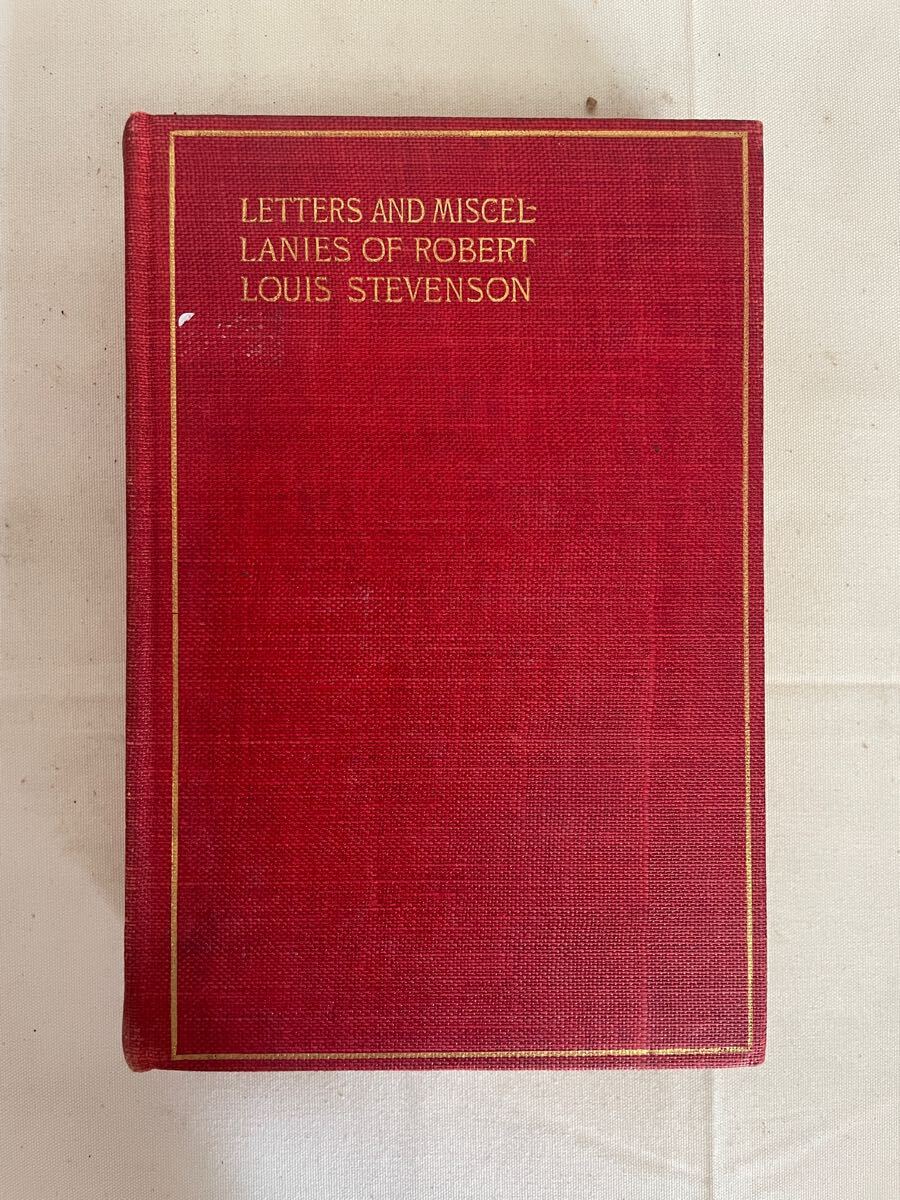 LETTERS AND MISCEL-
LANIES OF ROBERT
LOUIS STEVENSON